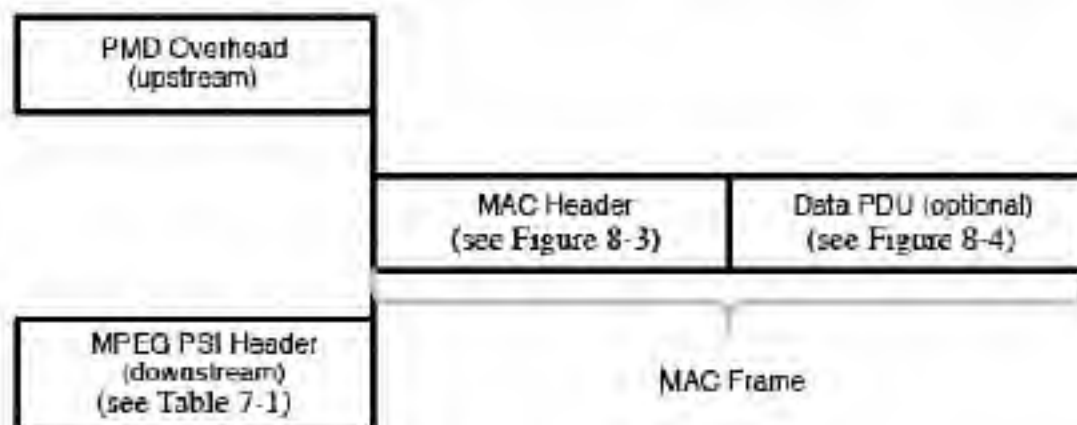 PMD Overhead
(upstream)
MAC Header
(see Figure 8-3)
Data PDU (optional)
(see Figure 8-4)
MPEG PSI Header
(downstream)
(see Table 7-1)
MAC Frame